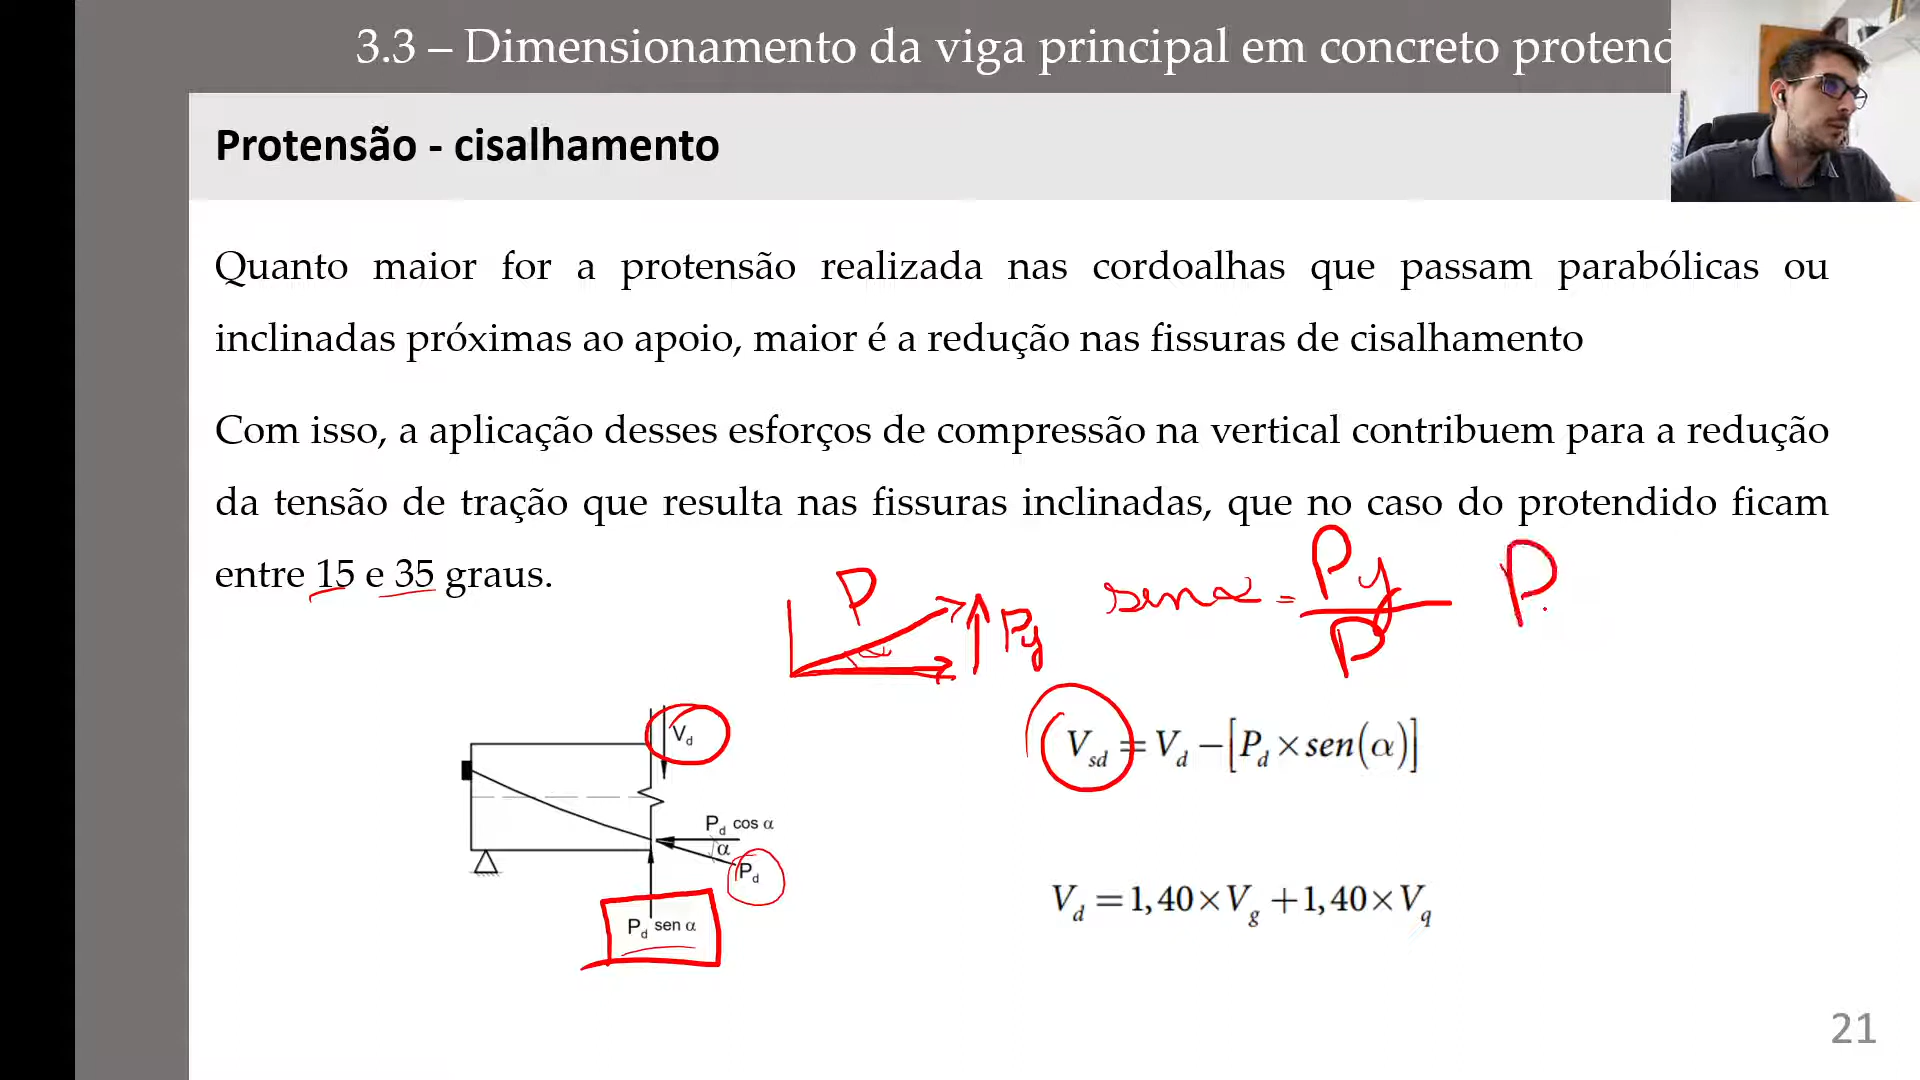 3.3 – Dimensionamento da viga principal em concreto protend
Protensão - cisalhamento
Quanto maior for a protensão realizada nas cordoalhas que passam parabólicas ou
inclinadas próximas ao apoio, maior é a redução nas fissuras de cisalhamento
Com isso, a aplicação desses esforços de compressão na vertical contribuem para a redução
da tensão de tração que resulta nas fissuras inclinadas, que no caso do protendido ficam
entre 15 e 35 graus.
P
α
Py
sen α = Py / P
P
Vd
Pd cos α
α
Pd
Pd sen α
Vsd = Vd − [Pd × sen(α)]
Vd = 1,40 × Vg + 1,40 × Vq
21